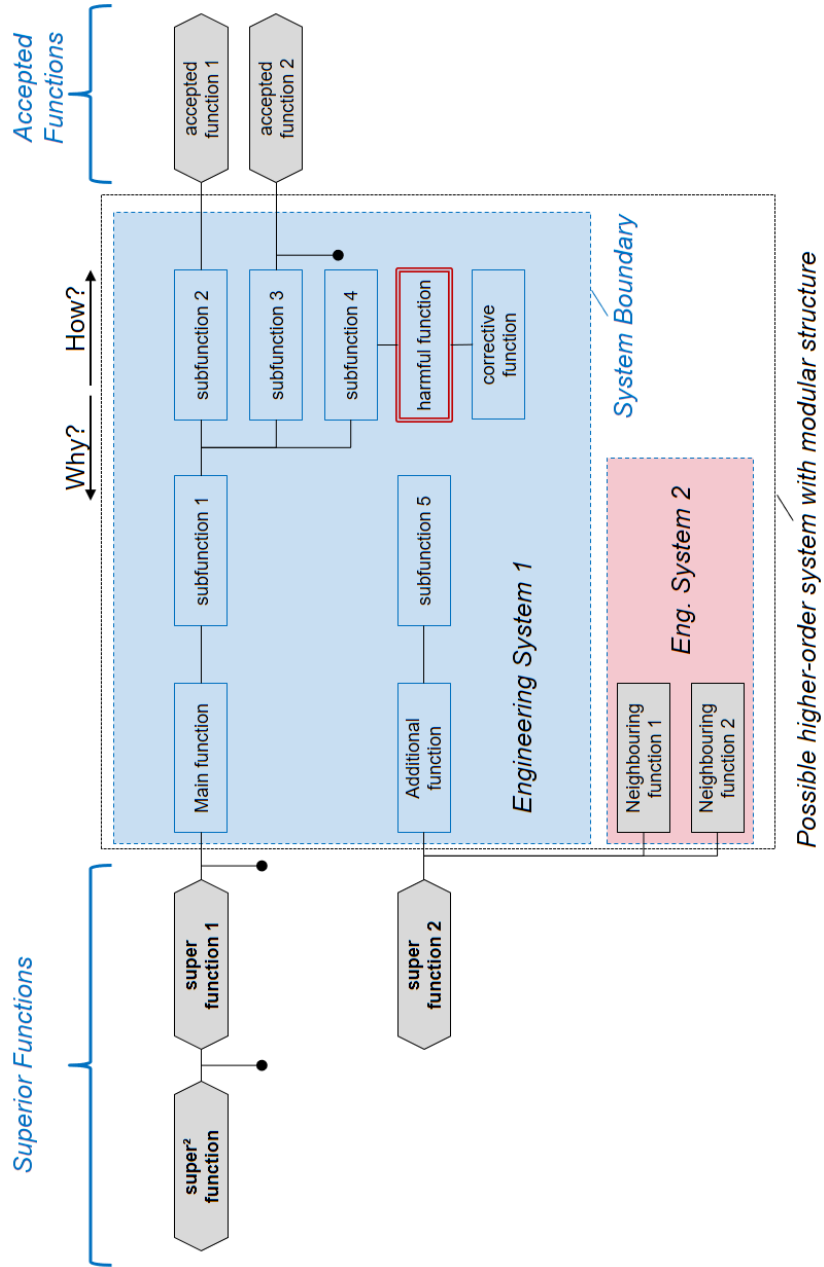 Superior Functions
Accepted
Functions
Why?
How?
super²
function
super
function 1
Main function
subfunction 1
subfunction 2
accepted
function 1
subfunction 3
accepted
function 2
subfunction 4
super
function 2
Additional
function
subfunction 5
harmful function
corrective
function
Engineering System 1
System Boundary
Neighbouring
function 1
Eng. System 2
Neighbouring
function 2
Possible higher-order system with modular structure